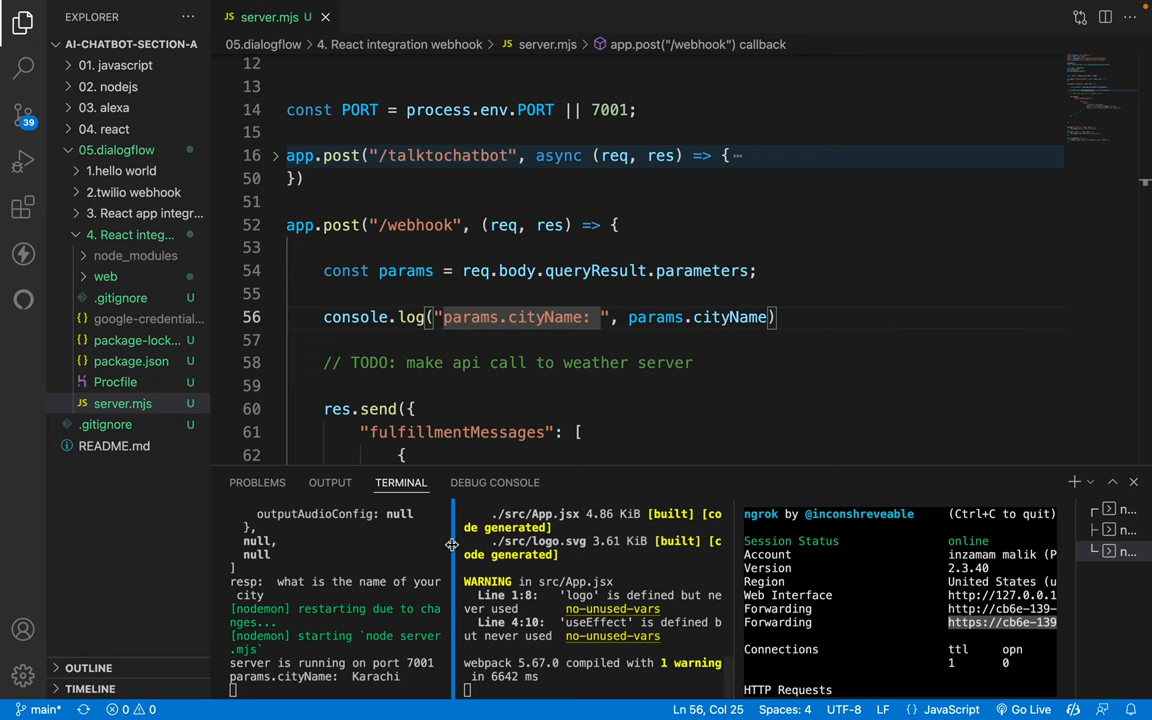 EXPLORER
AI-CHATBOT-SECTION-A
01. javascript
02. nodejs
03. alexa
04. react
05.dialogflow
1.hello world
2.twilio webhook
3. React app integr...
4. React integ...
node_modules
web
.gitignore U
google-credential...
package-lock... U
package.json U
Procfile U
server.mjs U
.gitignore U
README.md
OUTLINE
TIMELINE
39
JS server.mjs U
05.dialogflow > 4. React integration webhook > JS server.mjs > app.post("/webhook") callback
12
13
14 const PORT = process.env.PORT || 7001;
15
16 app.post("/talktochatbot", async (req, res) => {…
50 })
51
52 app.post("/webhook", (req, res) => {
53
54 const params = req.body.queryResult.parameters;
55
56 console.log("params.cityName: ", params.cityName)
57
58 // TODO: make api call to weather server
59
60 res.send({
61 "fulfillmentMessages": [
62 {
PROBLEMS OUTPUT TERMINAL DEBUG CONSOLE
outputAudioConfig: null
},
null,
null
]
resp: what is the name of your
city
[nodemon] restarting due to cha
nges...
[nodemon] starting `node server
.mjs`
server is running on port 7001
params.cityName: Karachi
./src/App.jsx 4.86 KiB [built] [co
de generated]
./src/logo.svg 3.61 KiB [built] [c
ode generated]
WARNING in src/App.jsx
Line 1:8: 'logo' is defined but ne
ver used no-unused-vars
Line 4:10: 'useEffect' is defined b
ut never used no-unused-vars
webpack 5.67.0 compiled with 1 warning
in 6642 ms
ngrok by @inconshreveable (Ctrl+C to quit)
Session Status online
Account inzamam malik (P
Version 2.3.40
Region United States (u
Web Interface http://127.0.0.1
Forwarding http://cb6e-139-
Forwarding https://cb6e-139
Connections ttl opn
1 0
HTTP Requests
n...
n...
n...
main* 0 0 Ln 56, Col 25 Spaces: 4 UTF-8 LF {} JavaScript Go Live